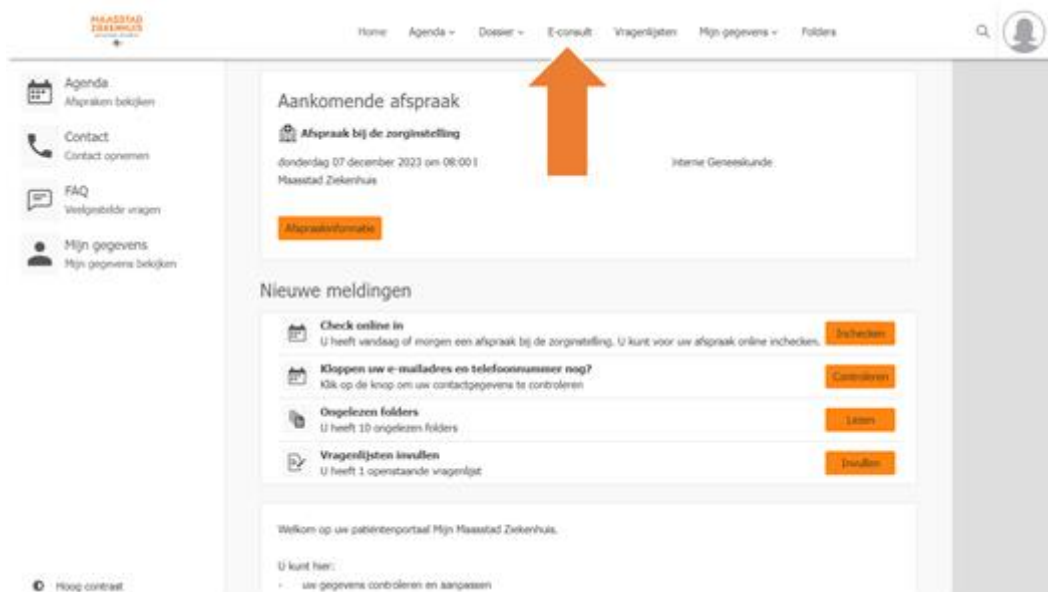 MAASSTAD
ZIEKENHUIS
Home Agenda Dossier E-consult Vragenlijsten Mijn gegevens Folders
Agenda
Afspraken bekijken
Contact
Contact opnemen
FAQ
Veelgestelde vragen
Mijn gegevens
Mijn gegevens bekijken
Hoog contrast
Aankomende afspraak
Afspraak bij de zorginstelling
donderdag 07 december 2023 om 08:00 Interne Geneeskunde
Maasstad Ziekenhuis
Afspraakinformatie
Nieuwe meldingen
Check online in
U heeft vandaag of morgen een afspraak bij de zorginstelling. U kunt voor uw afspraak online inchecken.
Inchecken
Kloppen uw e-mailadres en telefoonnummer nog?
Klik op de knop om uw contactgegevens te controleren
Controleren
Ongelezen folders
U heeft 10 ongelezen folders
Lezen
Vragenlijsten invullen
U heeft 1 openstaande vragenlijst
Invullen
Welkom op uw patiëntenportaal Mijn Maasstad Ziekenhuis.
U kunt hier:
- uw gegevens controleren en aanpassen